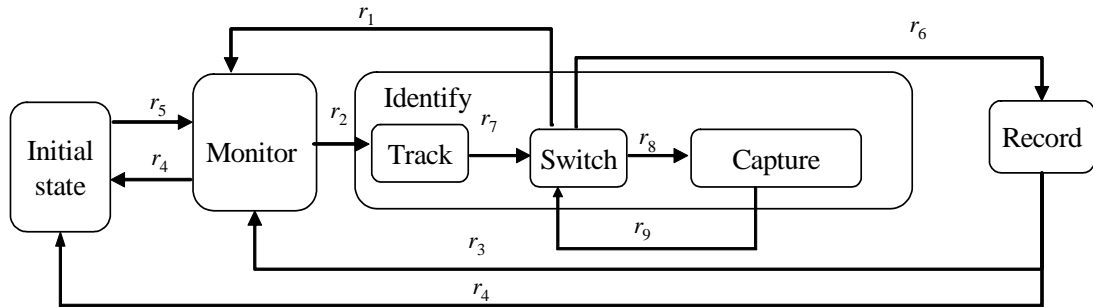 r1
r6
Identify
r5
r2
r7
Initial
state
Monitor
Track
Switch
r8
Capture
Record
r4
r9
r3
r4